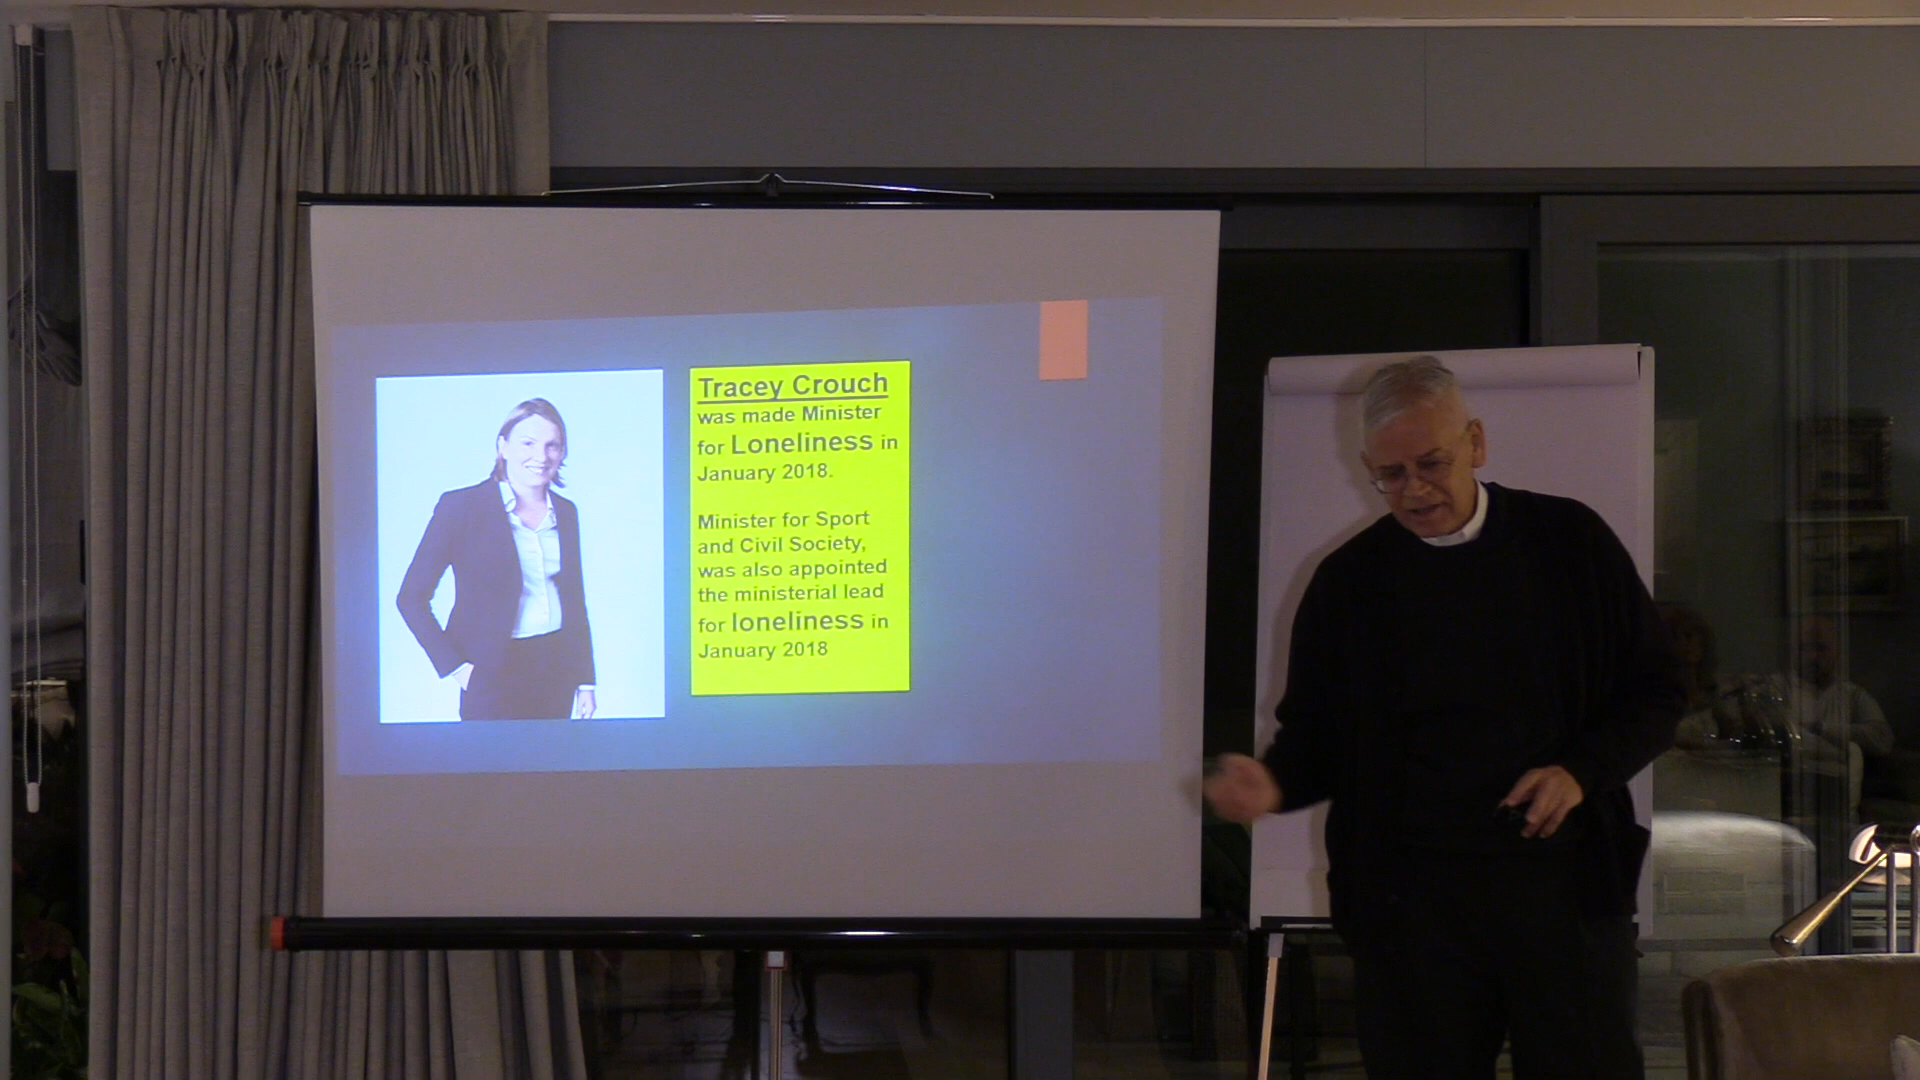 Tracey Crouch
was made Minister
for Loneliness in
January 2018.
Minister for Sport
and Civil Society,
was also appointed
the ministerial lead
for loneliness in
January 2018